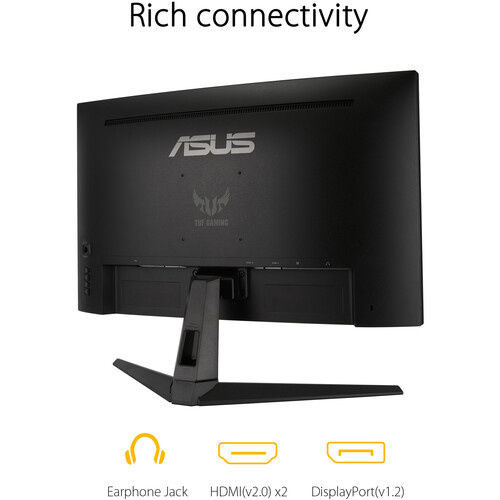 Rich connectivity
ASUS
TUF GAMING
Earphone Jack
HDMI(v2.0) x2
DisplayPort(v1.2)